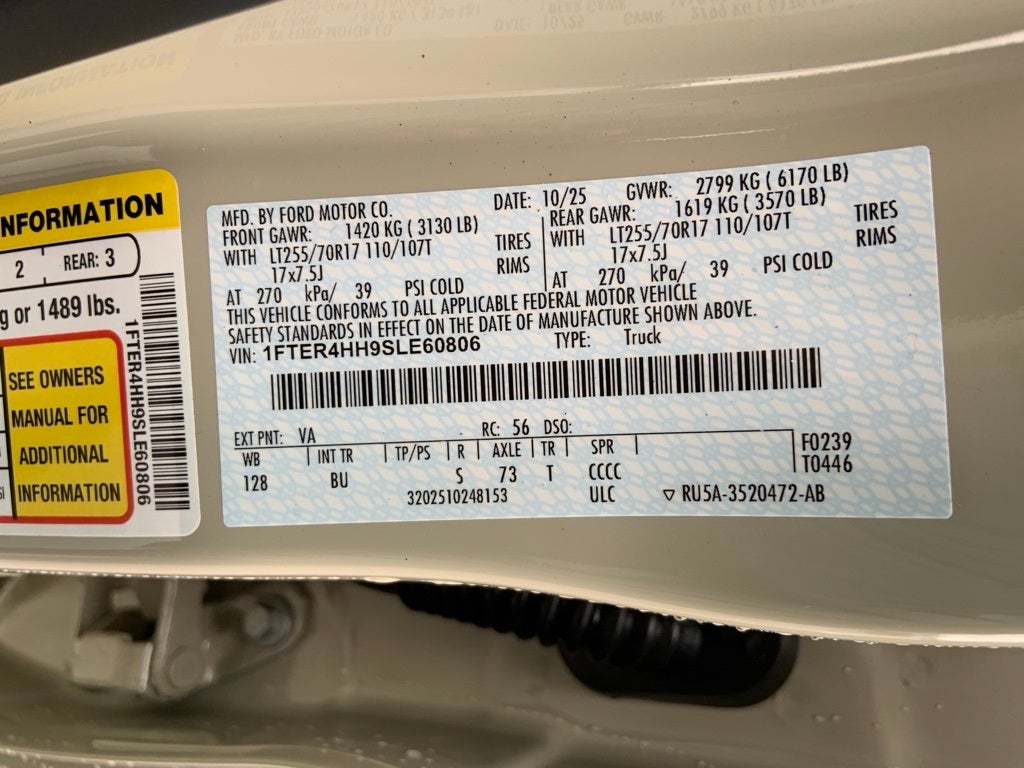 INFORMATION
2 REAR: 3
g or 1489 lbs.
SEE OWNERS
MANUAL FOR
ADDITIONAL
INFORMATION
1FTER4HH9SLE60806
MFD. BY FORD MOTOR CO. DATE: 10/25 GVWR: 2799 KG ( 6170 LB)
FRONT GAWR: 1420 KG ( 3130 LB) REAR GAWR: 1619 KG ( 3570 LB)
WITH LT255/70R17 110/107T TIRES WITH LT255/70R17 110/107T TIRES
17x7.5J RIMS 17x7.5J RIMS
AT 270 kPa/ 39 PSI COLD AT 270 kPa/ 39 PSI COLD
THIS VEHICLE CONFORMS TO ALL APPLICABLE FEDERAL MOTOR VEHICLE
SAFETY STANDARDS IN EFFECT ON THE DATE OF MANUFACTURE SHOWN ABOVE.
VIN: 1FTER4HH9SLE60806 TYPE: Truck
EXT PNT: VA RC: 56 DSO:
WB INT TR TP/PS R AXLE TR SPR F0239
128 BU S 73 T CCCC T0446
3202510248153 ULC ▽ RU5A-3520472-AB